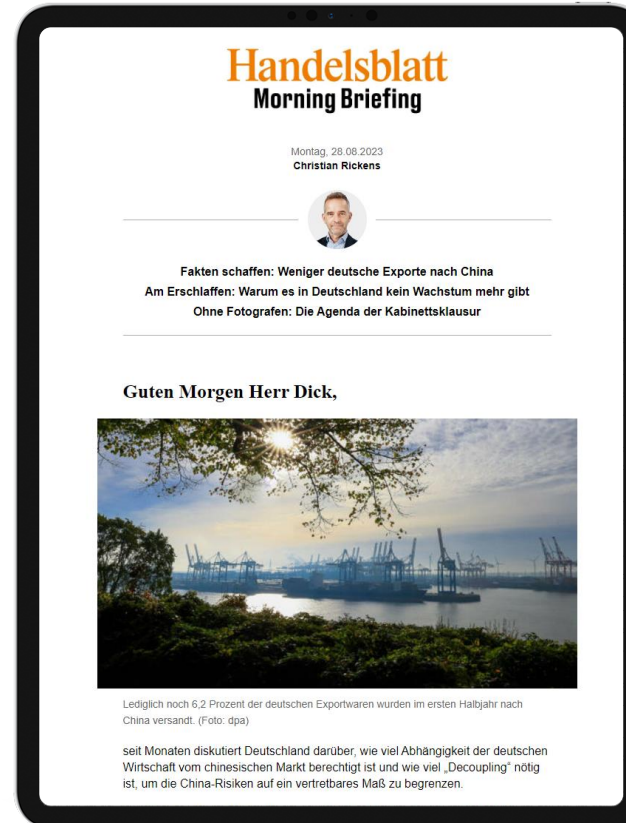 Handelsblatt
Morning Briefing
Montag, 28.08.2023
Christian Rickens
Fakten schaffen: Weniger deutsche Exporte nach China
Am Erschlaffen: Warum es in Deutschland kein Wachstum mehr gibt
Ohne Fotografen: Die Agenda der Kabinettsklausur
Guten Morgen Herr Dick,
Lediglich noch 6,2 Prozent der deutschen Exportwaren wurden im ersten Halbjahr nach
China versandt. (Foto: dpa)
seit Monaten diskutiert Deutschland darüber, wie viel Abhängigkeit der deutschen
Wirtschaft vom chinesischen Markt berechtigt ist und wie viel „Decoupling“ nötig
ist, um die China-Risiken auf ein vertretbares Maß zu begrenzen.